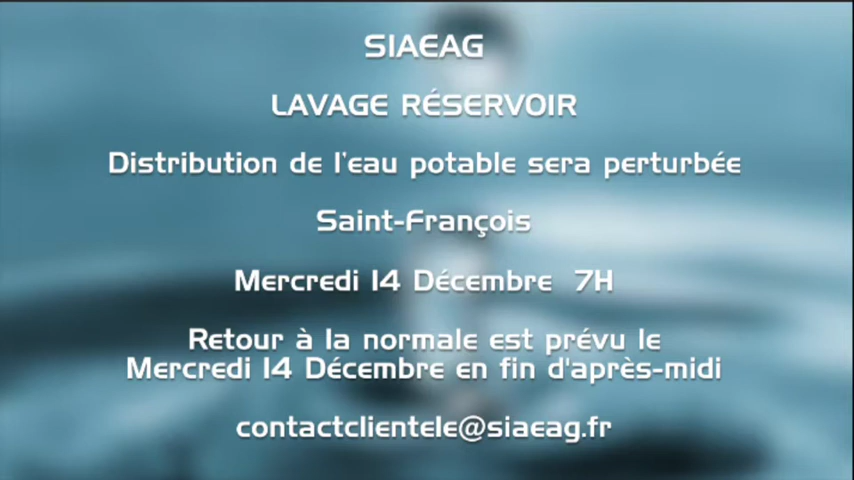 SIAEAG
LAVAGE RÉSERVOIR
Distribution de l'eau potable sera perturbée
Saint-François
Mercredi 14 Décembre 7H
Retour à la normale est prévu le
Mercredi 14 Décembre en fin d'après-midi
contactclientele@siaeag.fr